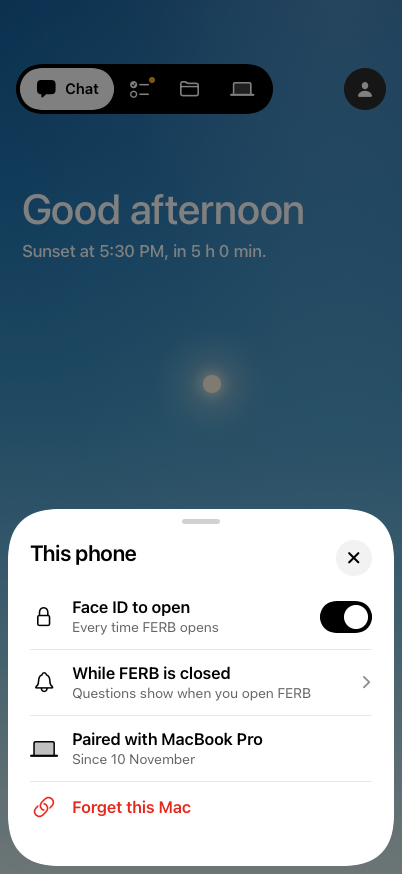 Chat
Good afternoon
Sunset at 5:30 PM, in 5 h 0 min.
This phone
Face ID to open
Every time FERB opens
While FERB is closed
Questions show when you open FERB
Paired with MacBook Pro
Since 10 November
Forget this Mac